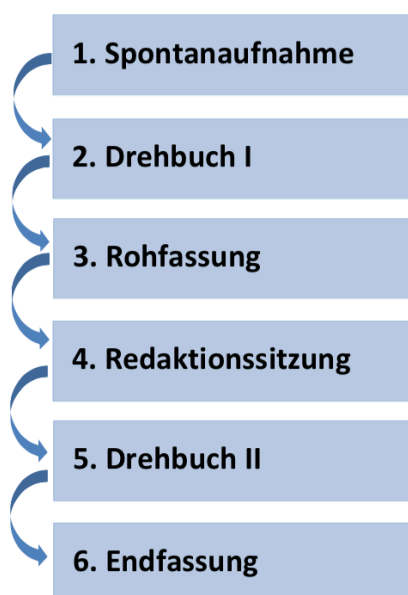 1. Spontanaufnahme
2. Drehbuch I
3. Rohfassung
4. Redaktionssitzung
5. Drehbuch II
6. Endfassung